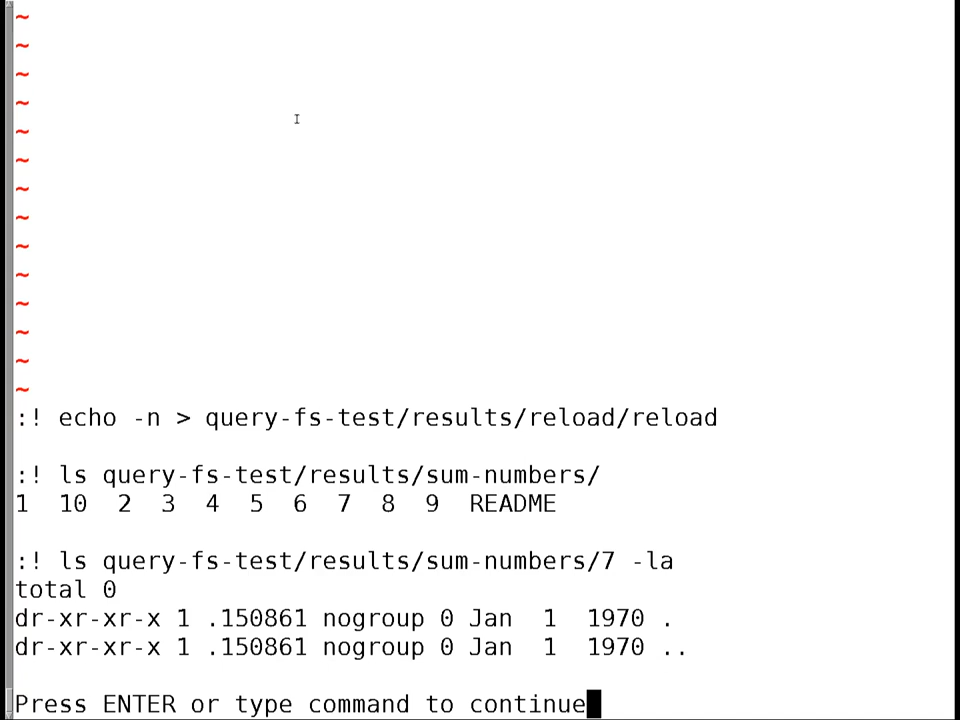 ~
~
~
~
~
~
~
~
~
~
~
~
~
~
:! echo -n > query-fs-test/results/reload/reload
:! ls query-fs-test/results/sum-numbers/
1  10  2  3  4  5  6  7  8  9  README
:! ls query-fs-test/results/sum-numbers/7 -la
total 0
dr-xr-xr-x 1 .150861 nogroup 0 Jan  1  1970 .
dr-xr-xr-x 1 .150861 nogroup 0 Jan  1  1970 ..
Press ENTER or type command to continue